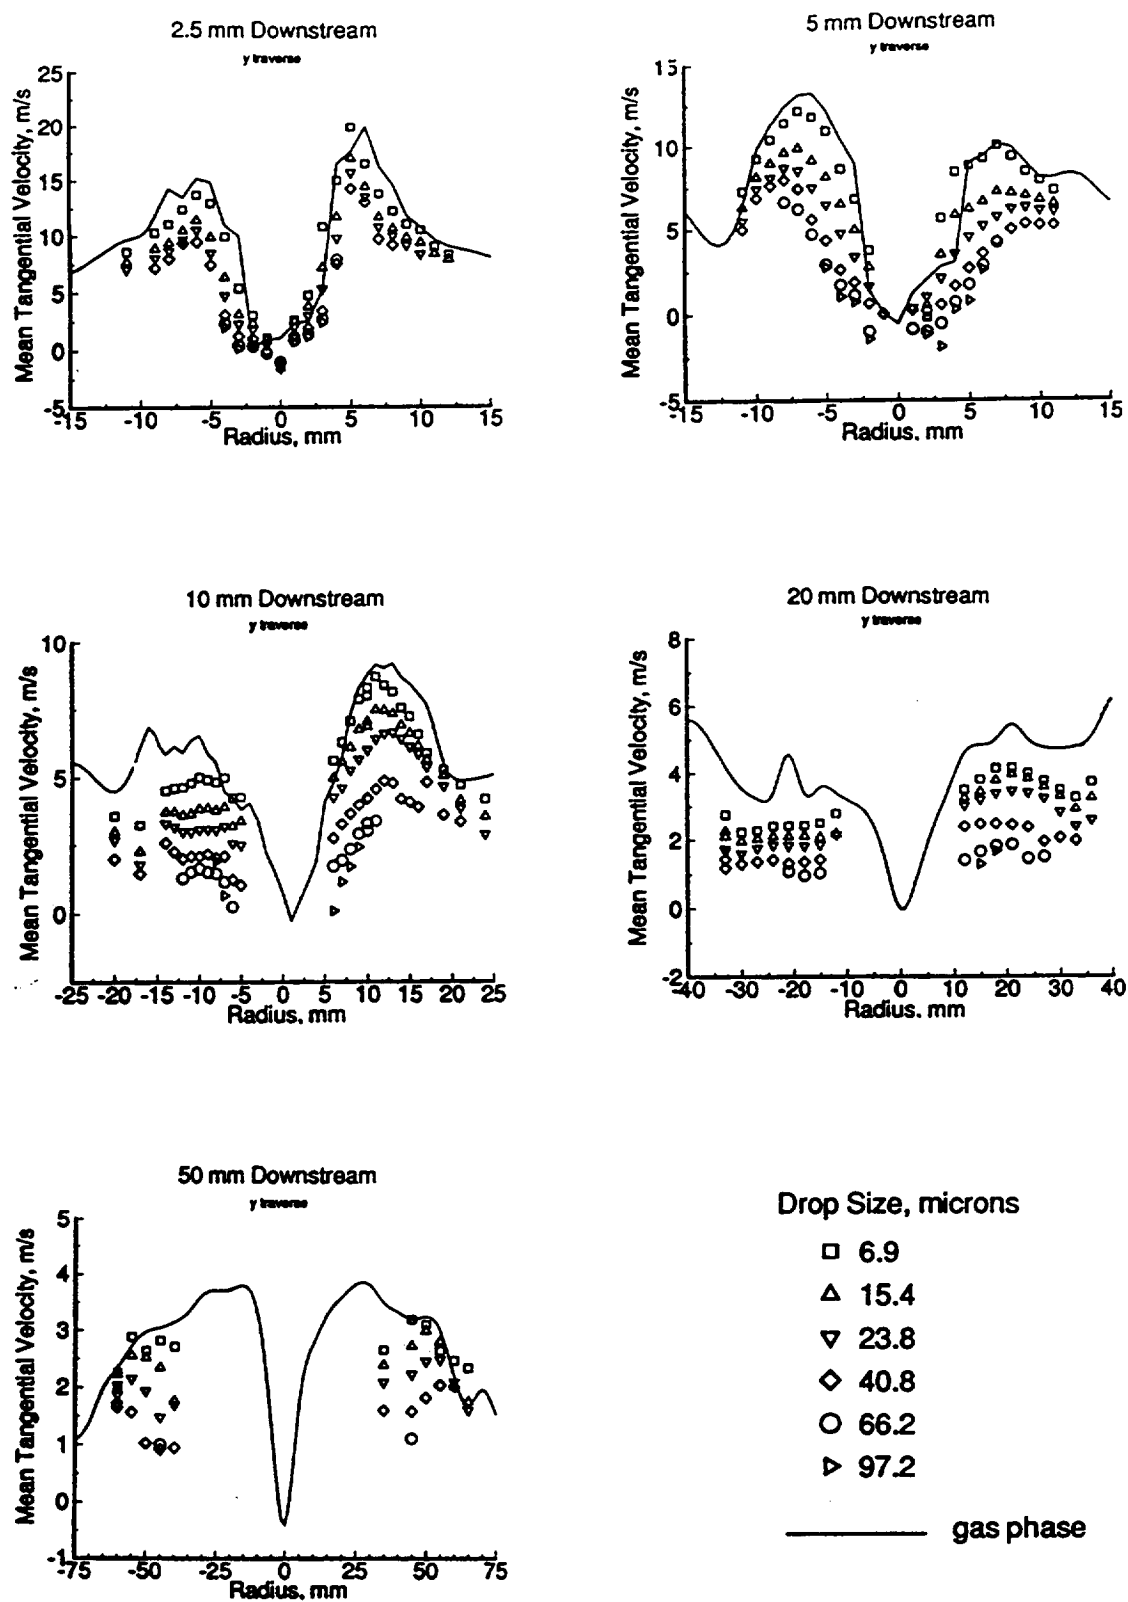 2.5 mm Downstream
y traverse
Mean Tangential Velocity, m/s
25
20
15
10
5
0
-5
-15 -10 -5 0 5 10 15
Radius, mm
5 mm Downstream
y traverse
Mean Tangential Velocity, m/s
15
10
5
0
-5
-15 -10 -5 0 5 10 15
Radius, mm
10 mm Downstream
y traverse
Mean Tangential Velocity, m/s
10
5
0
-25 -20 -15 -10 -5 0 5 10 15 20 25
Radius, mm
20 mm Downstream
y traverse
Mean Tangential Velocity, m/s
8
6
4
2
0
-2
-40 -30 -20 -10 0 10 20 30 40
Radius, mm
50 mm Downstream
y traverse
Mean Tangential Velocity, m/s
5
4
3
2
1
0
-1
-75 -50 -25 0 25 50 75
Radius, mm
Drop Size, microns
6.9
15.4
23.8
40.8
66.2
97.2
gas phase